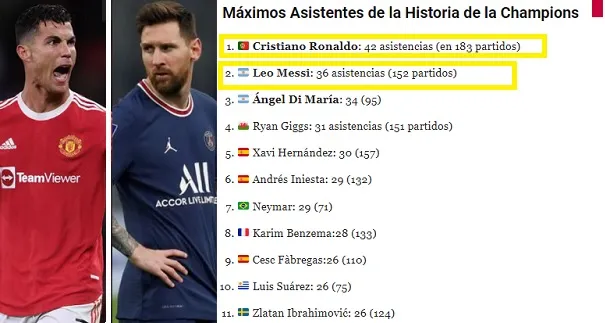 Máximos Asistentes de la Historia de la Champions
1. Cristiano Ronaldo: 42 asistencias (en 183 partidos)
2. Leo Messi: 36 asistencias (152 partidos)
3. Ángel Di María: 34 (95)
4. Ryan Giggs: 31 asistencias (151 partidos)
5. Xavi Hernández: 30 (157)
6. Andrés Iniesta: 29 (132)
7. Neymar: 29 (71)
8. Karim Benzema:28 (133)
9. Cesc Fàbregas:26 (110)
10. Luis Suárez: 26 (75)
11. Zlatan Ibrahimović: 26 (124)
TeamViewer
ACCOR LIVE LIMITLESS